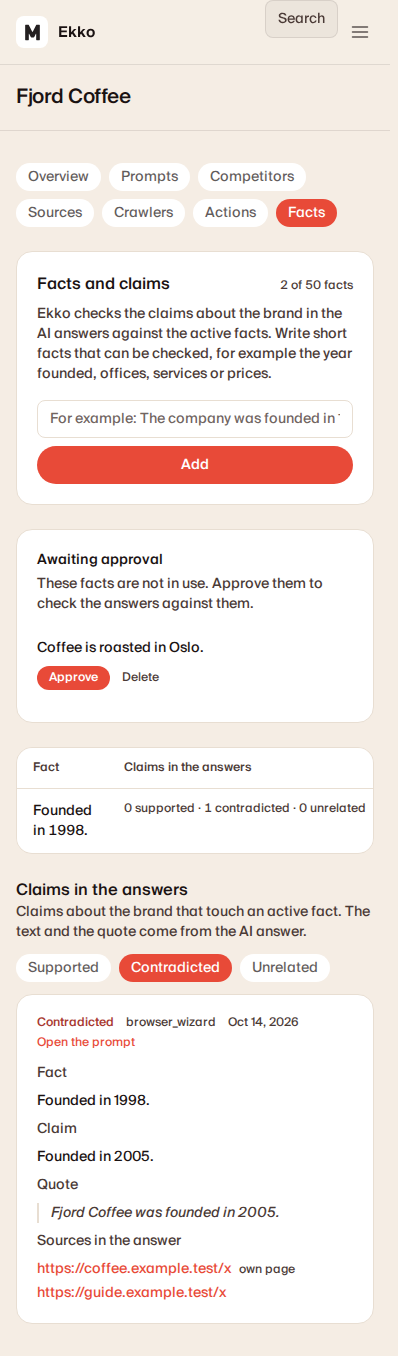 M Ekko
Search
Fjord Coffee
Overview Prompts Competitors
Sources Crawlers Actions Facts
Facts and claims 2 of 50 facts
Ekko checks the claims about the brand in the
AI answers against the active facts. Write short
facts that can be checked, for example the year
founded, offices, services or prices.
For example: The company was founded in
Add
Awaiting approval
These facts are not in use. Approve them to
check the answers against them.
Coffee is roasted in Oslo.
Approve Delete
Fact Claims in the answers
Founded 0 supported · 1 contradicted · 0 unrelated
in 1998.
Claims in the answers
Claims about the brand that touch an active fact. The
text and the quote come from the AI answer.
Supported Contradicted Unrelated
Contradicted browser_wizard Oct 14, 2026
Open the prompt
Fact
Founded in 1998.
Claim
Founded in 2005.
Quote
Fjord Coffee was founded in 2005.
Sources in the answer
https://coffee.example.test/x own page
https://guide.example.test/x